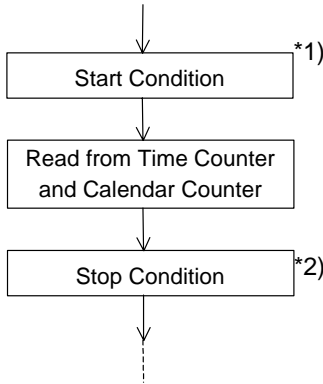 *1)
Start Condition
Read from Time Counter
and Calendar Counter
*2)
Stop Condition